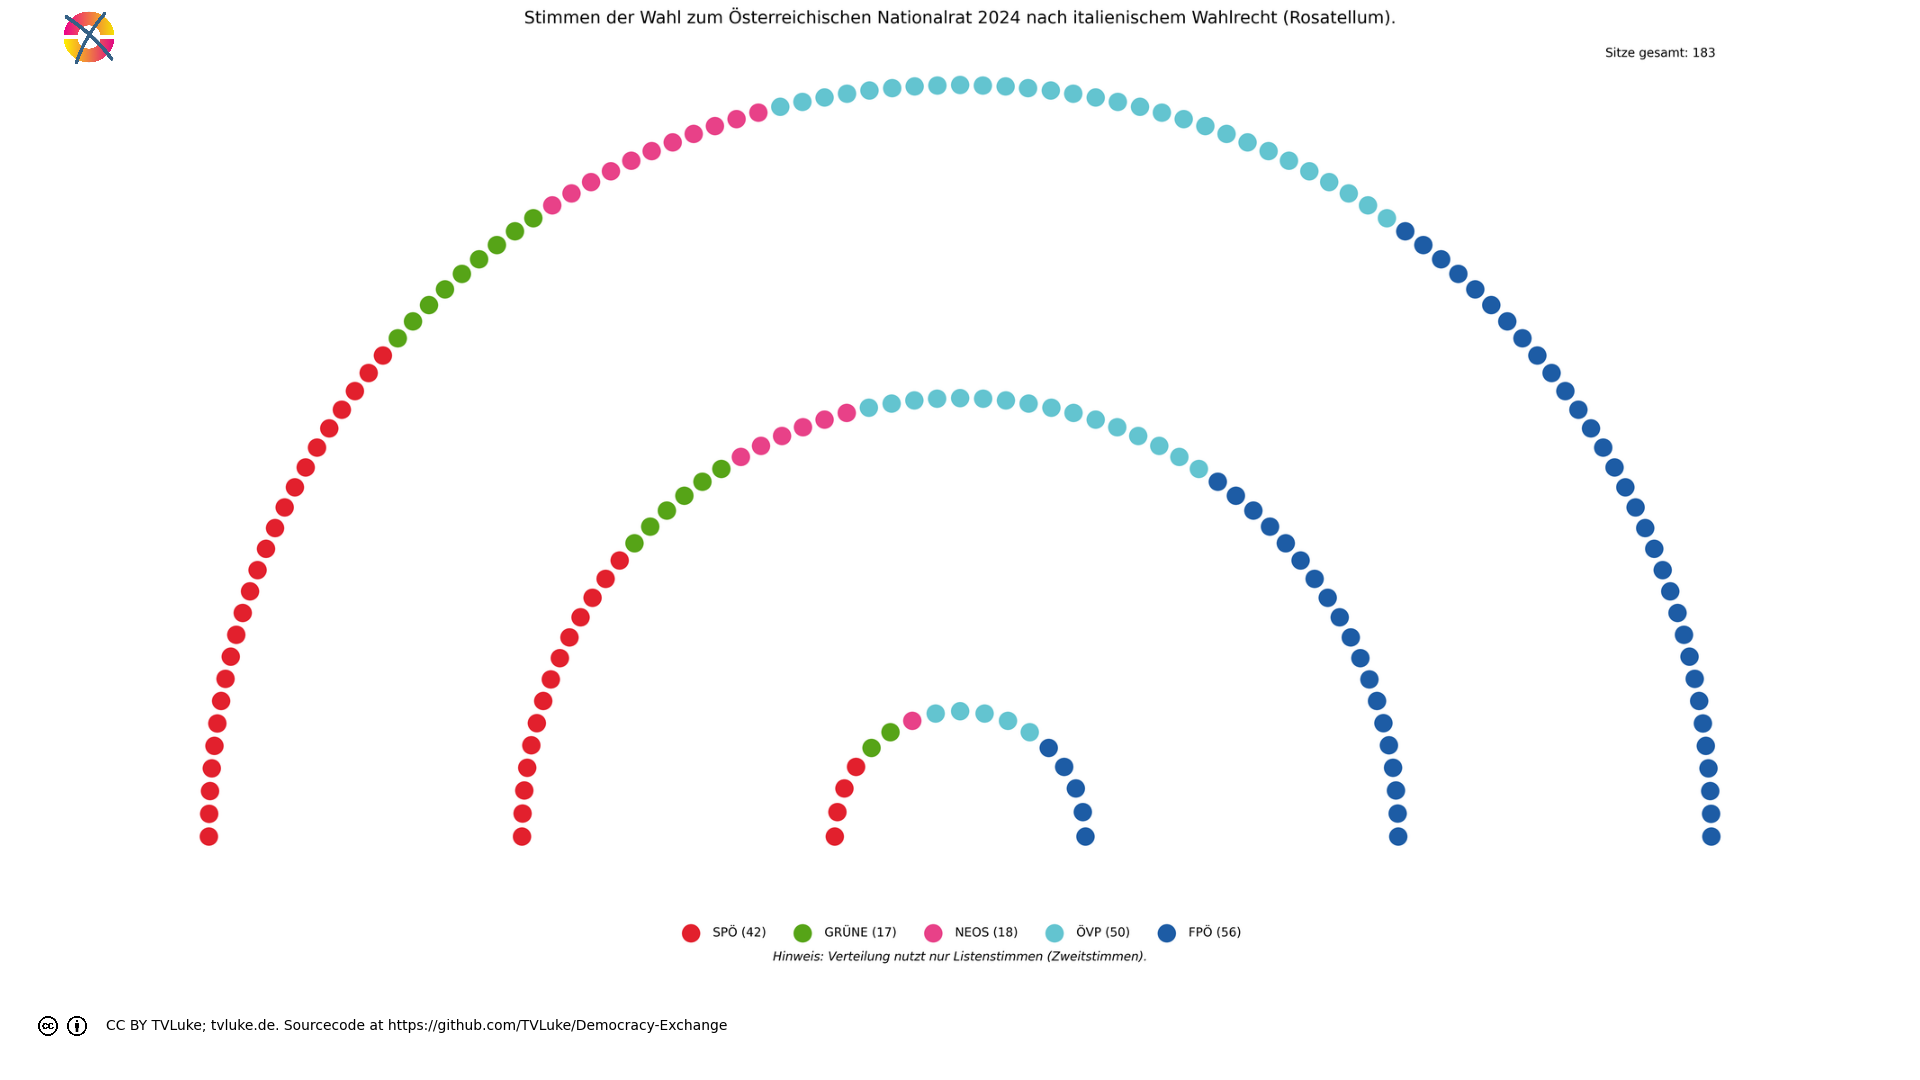 Stimmen der Wahl zum Österreichischen Nationalrat 2024 nach italienischem Wahlrecht (Rosatellum).
Sitze gesamt: 183
SPÖ (42) GRÜNE (17) NEOS (18) ÖVP (50) FPÖ (56)
Hinweis: Verteilung nutzt nur Listenstimmen (Zweitstimmen).
cc CC BY TVLuke; tvluke.de. Sourcecode at https://github.com/TVLuke/Democracy-Exchange